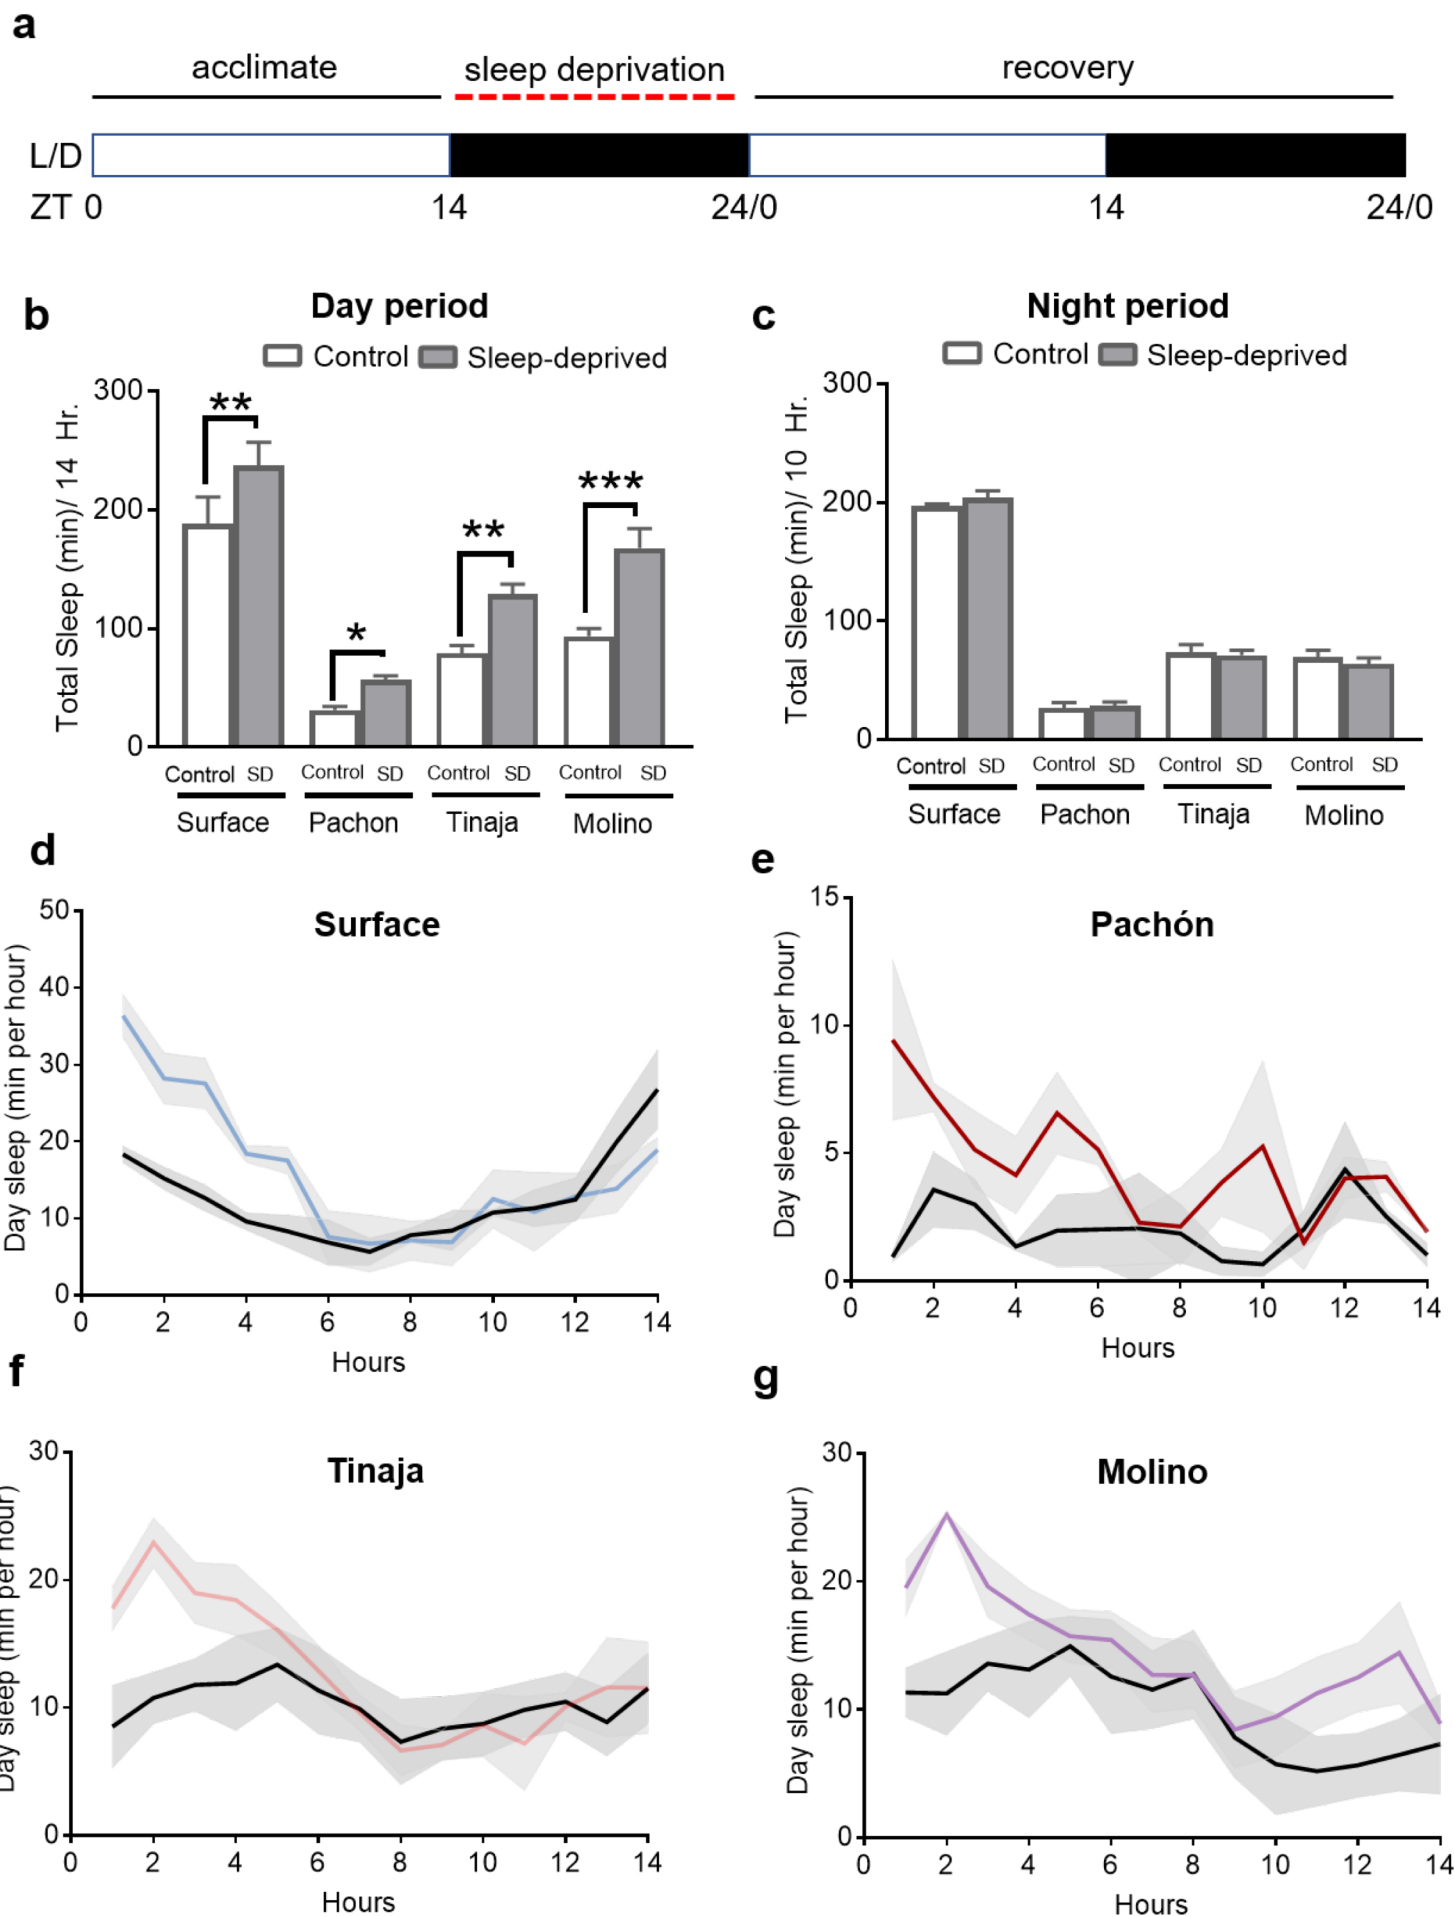 a
acclimate sleep deprivation recovery
L/D
ZT 0 14 24/0 14 24/0
b
Day period
Control Sleep-deprived
Total Sleep (min)/ 14 Hr.
300
200
100
0
**
*
**
***
Control SD Control SD Control SD Control SD
Surface Pachon Tinaja Molino
c
Night period
Control Sleep-deprived
Total Sleep (min)/ 10 Hr.
300
200
100
0
Control SD Control SD Control SD Control SD
Surface Pachon Tinaja Molino
d
Surface
Day sleep (min per hour)
50
40
30
20
10
0
0 2 4 6 8 10 12 14
Hours
e
Pachón
Day sleep (min per hour)
15
10
5
0
0 2 4 6 8 10 12 14
Hours
f
Tinaja
Day sleep (min per hour)
30
20
10
0
0 2 4 6 8 10 12 14
Hours
g
Molino
Day sleep (min per hour)
30
20
10
0
0 2 4 6 8 10 12 14
Hours